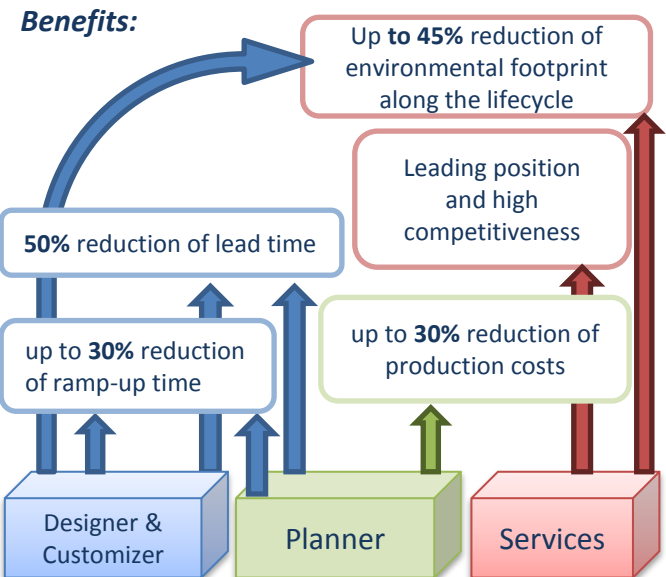 Benefits:
Up to 45% reduction of
environmental footprint
along the lifecycle
Leading position
and high
competitiveness
50% reduction of lead time
up to 30% reduction
of ramp-up time
up to 30% reduction of
production costs
Designer &
Customizer
Planner
Services